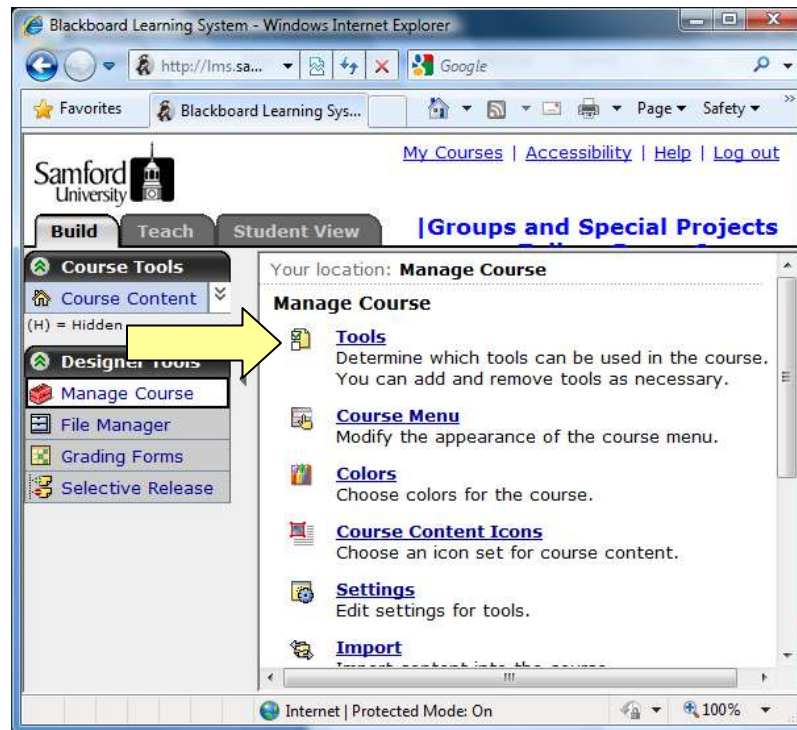 Blackboard Learning System - Windows Internet Explorer
http://lms.sa...
Google
Favorites
Blackboard Learning Sys...
Page
Safety
Samford
University
My Courses | Accessibility | Help | Log out
Build
Teach
Student View
|Groups and Special Projects
Course Tools
Course Content
(H) = Hidden
Designer Tools
Manage Course
File Manager
Grading Forms
Selective Release
Your location: Manage Course
Manage Course
Tools
Determine which tools can be used in the course.
You can add and remove tools as necessary.
Course Menu
Modify the appearance of the course menu.
Colors
Choose colors for the course.
Course Content Icons
Choose an icon set for course content.
Settings
Edit settings for tools.
Import
Import content into the course.
Internet | Protected Mode: On
100%